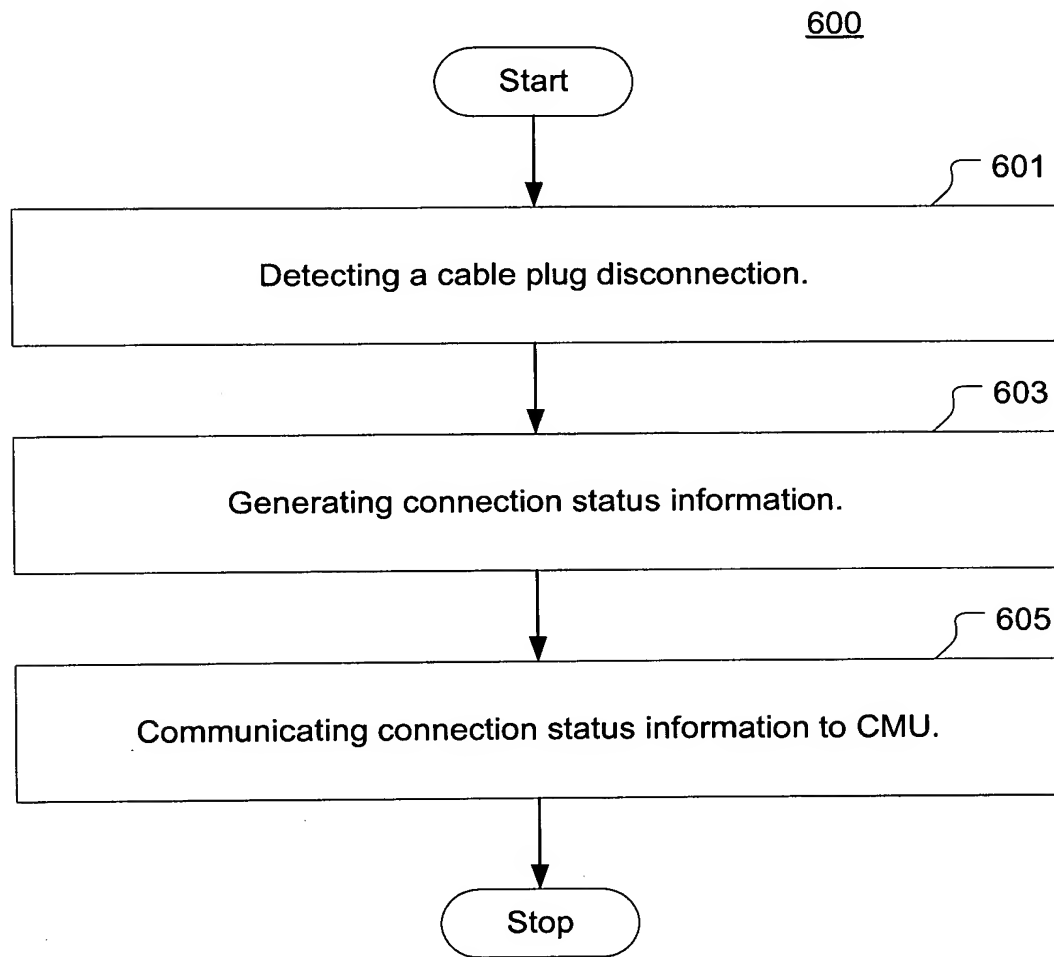 600
Start
601
Detecting a cable plug disconnection.
603
Generating connection status information.
605
Communicating connection status information to CMU.
Stop